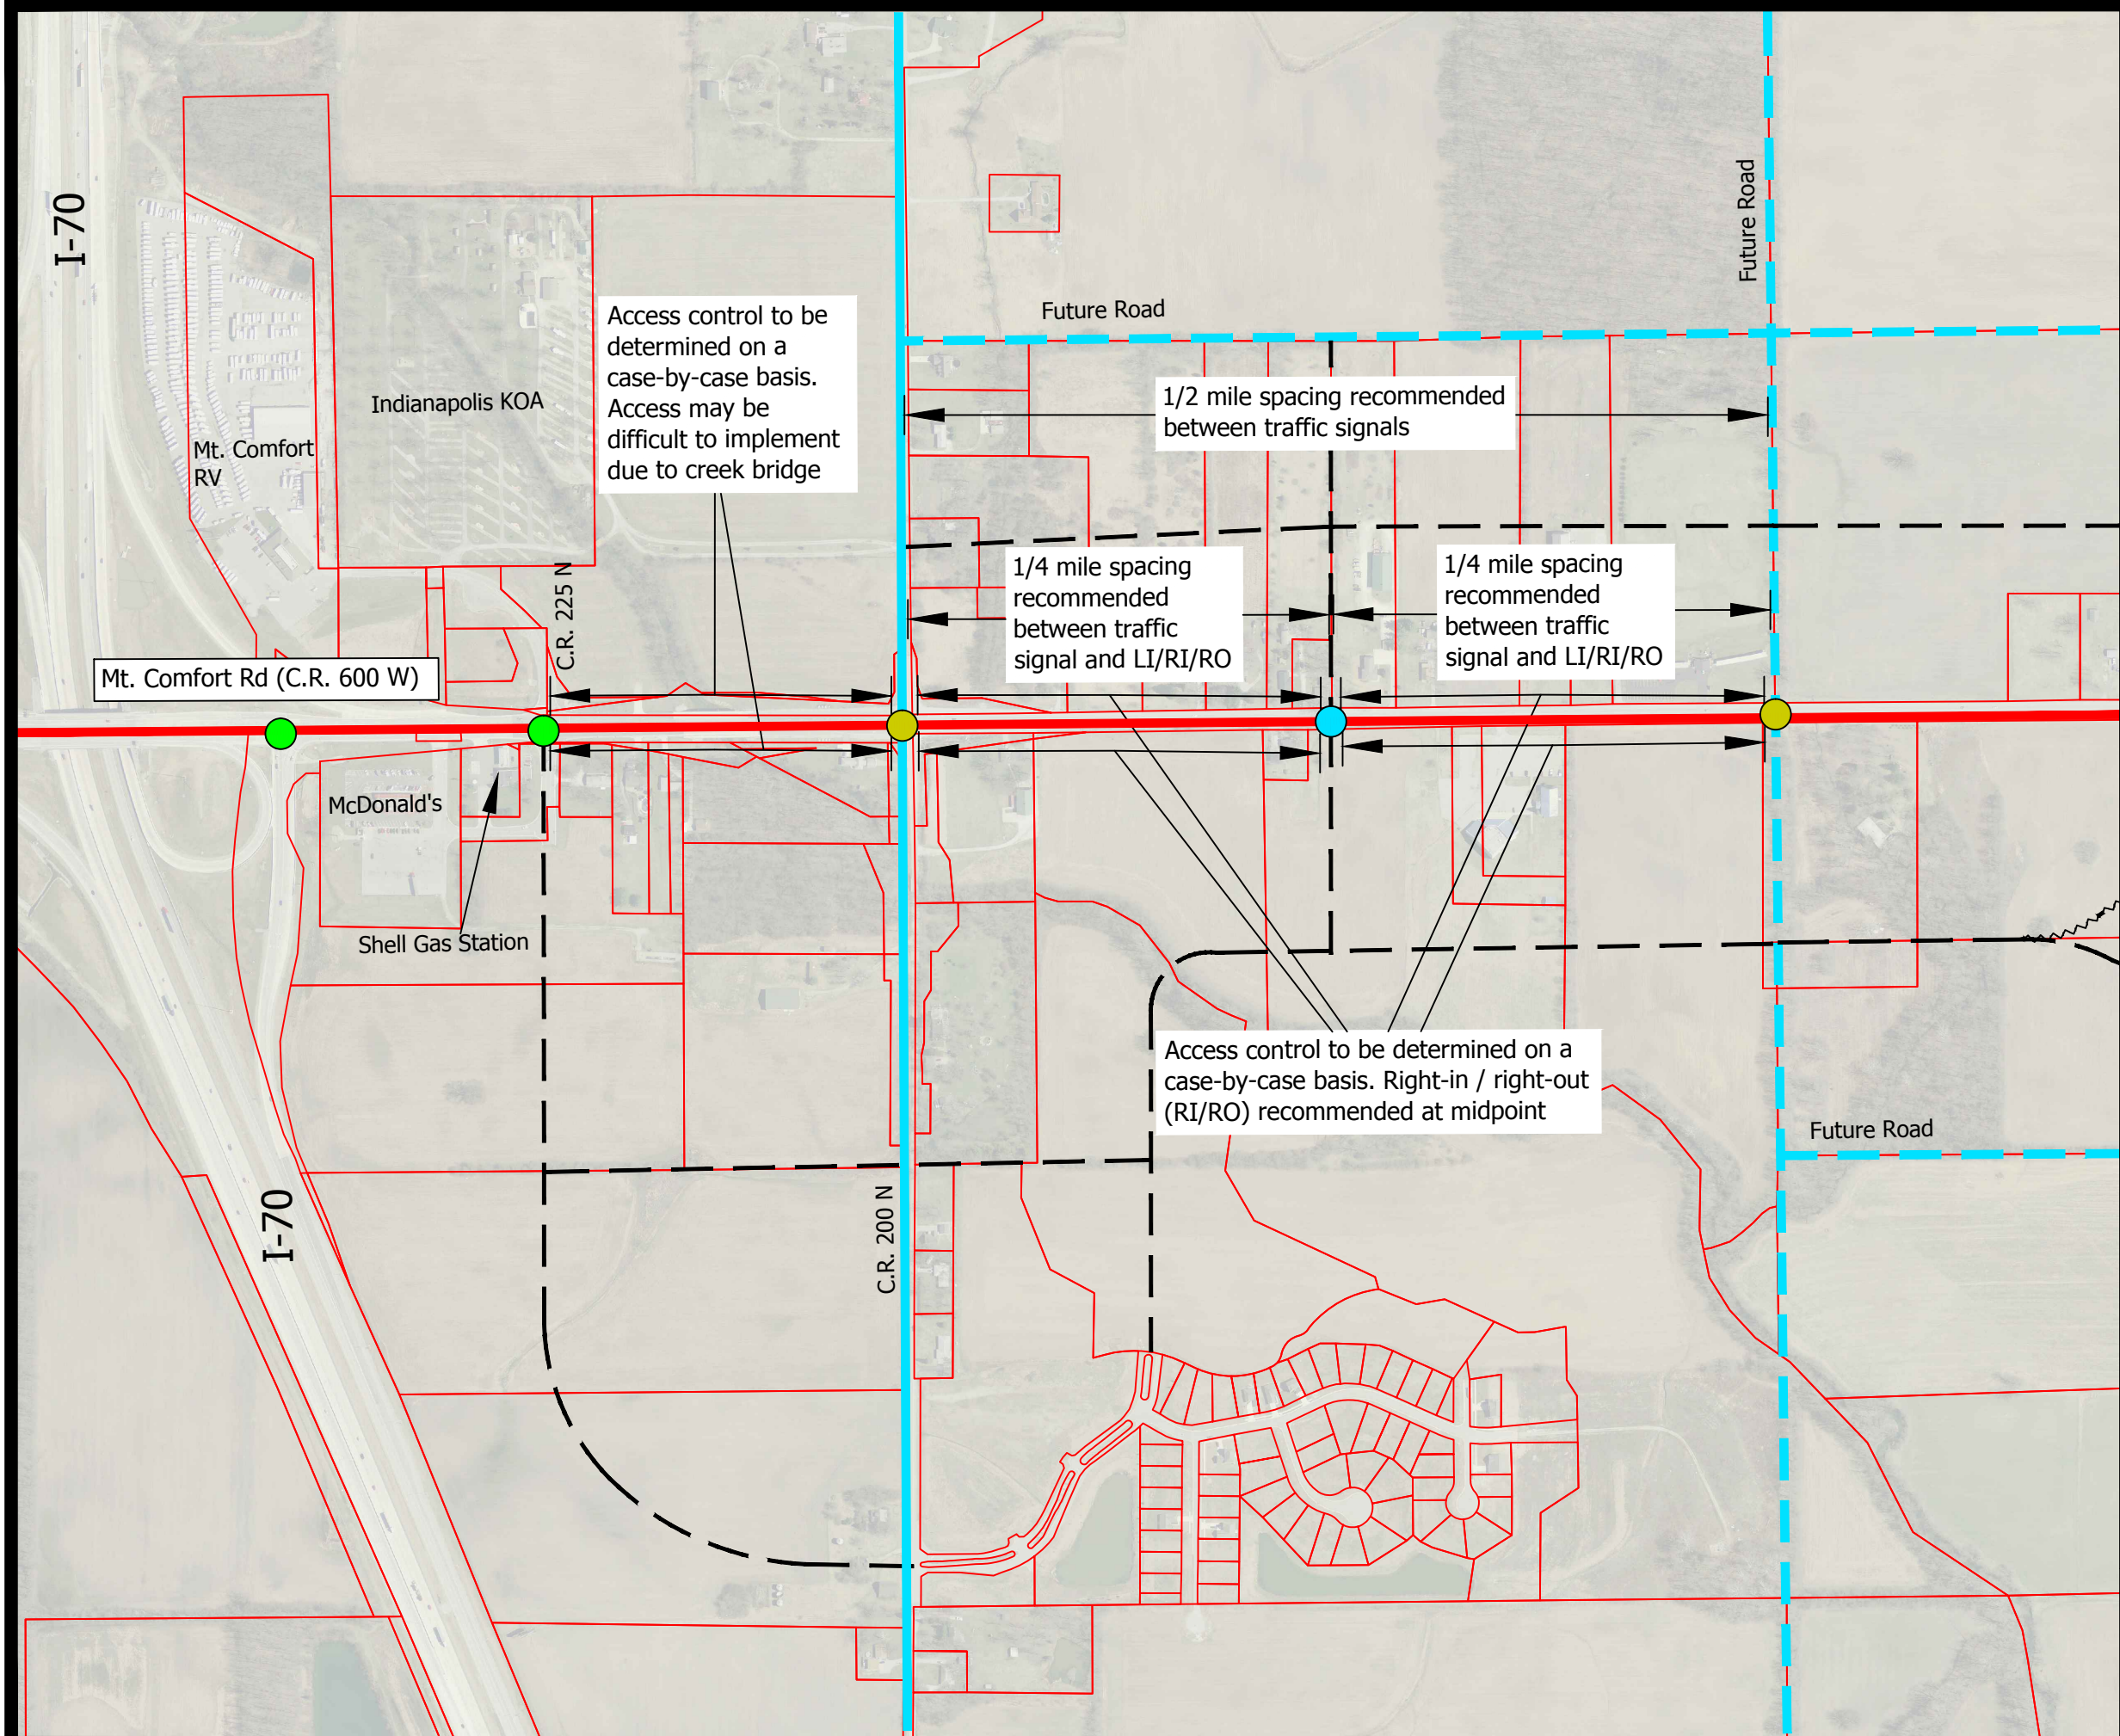 I-70
Future Road
Future Road
Access control to be
determined on a
case-by-case basis.
Access may be
difficult to implement
due to creek bridge
1/2 mile spacing recommended
between traffic signals
Indianapolis KOA
Mt. Comfort
RV
C.R. 225 N
1/4 mile spacing
recommended
between traffic
signal and LI/RI/RO
1/4 mile spacing
recommended
between traffic
signal and LI/RI/RO
Mt. Comfort Rd (C.R. 600 W)
McDonald's
Shell Gas Station
Access control to be determined on a
case-by-case basis. Right-in / right-out
(RI/RO) recommended at midpoint
Future Road
I-70
C.R. 200 N